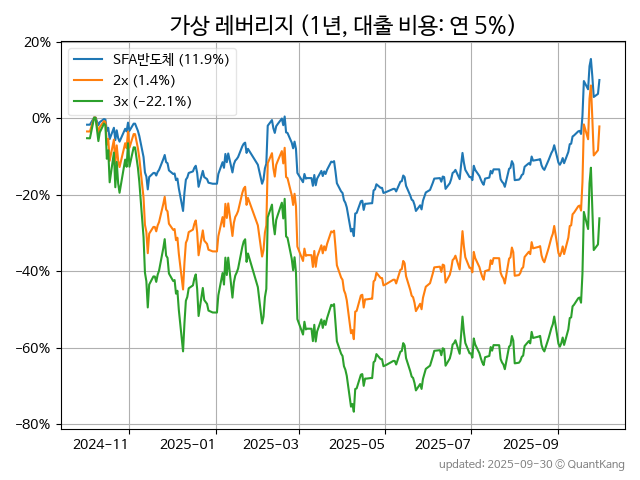 가상 레버리지 (1년, 대출 비용: 연 5%)
20%
0%
−20%
−40%
−60%
−80%
SFA반도체 (11.9%)
2x (1.4%)
3x (−22.1%)
2024-11 2025-01 2025-03 2025-05 2025-07 2025-09
updated: 2025-09-30 © QuantKang